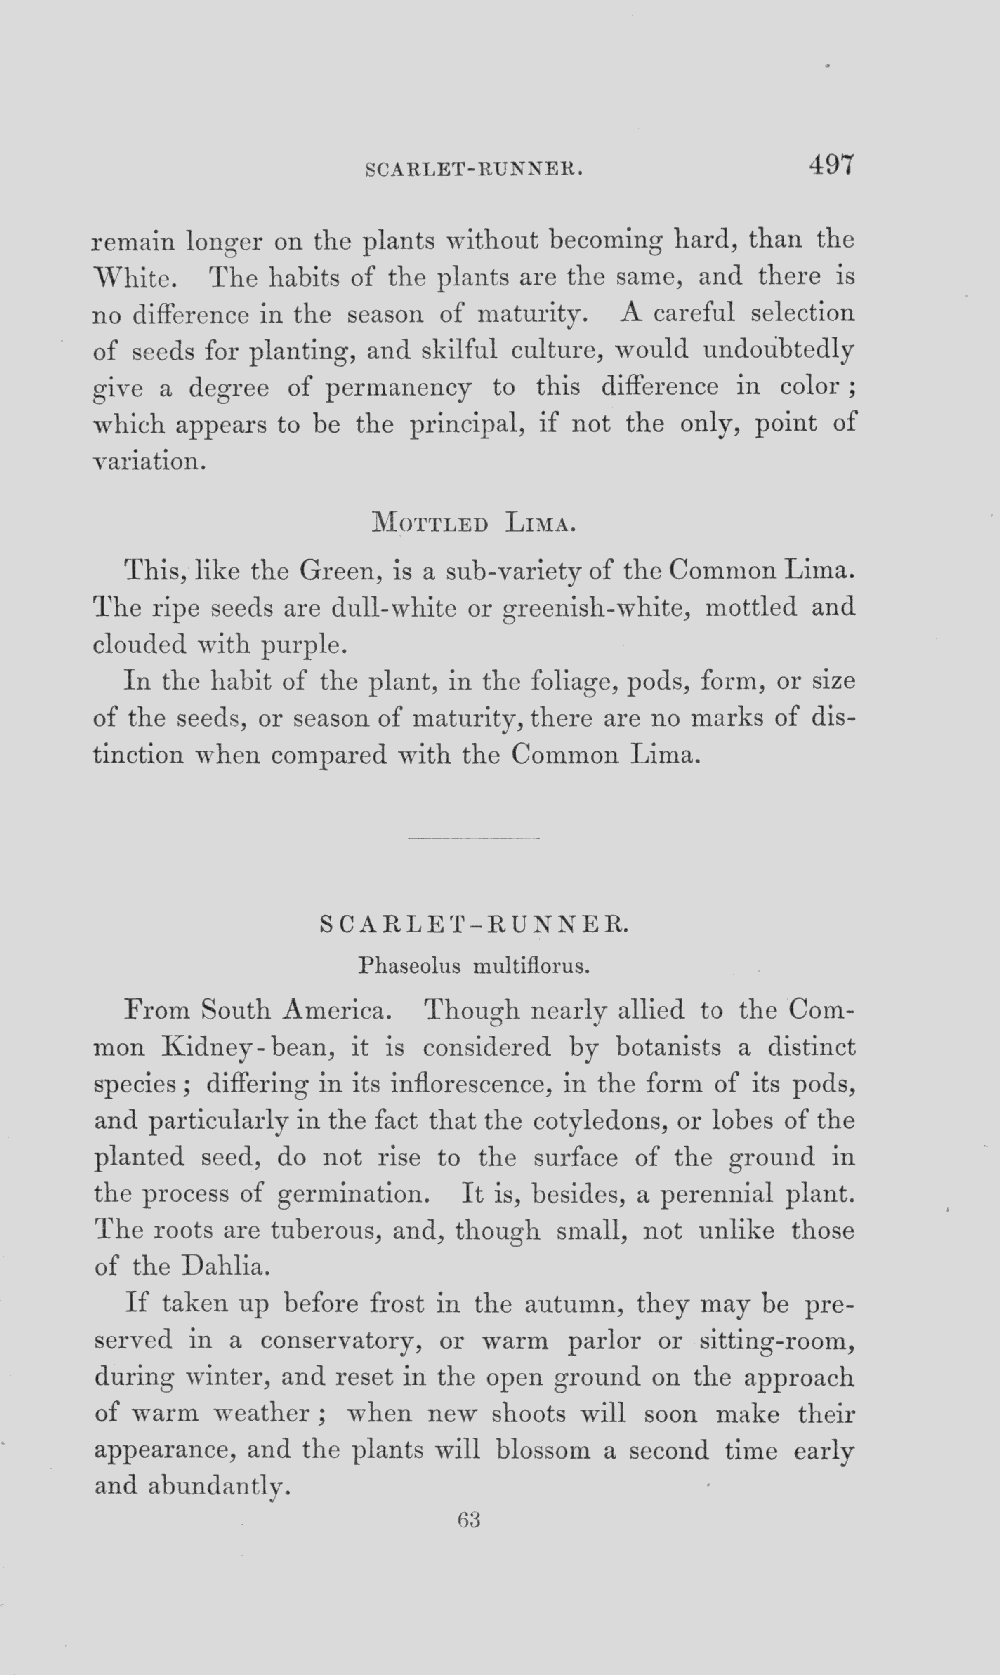 SCARLET-RUNNER. 497
remain longer on the plants without becoming hard, than the
White. The habits of the plants are the same, and there is
no difference in the season of maturity. A careful selection
of seeds for planting, and skilful culture, would undoubtedly
give a degree of permanency to this difference in color ;
which appears to be the principal, if not the only, point of
variation.
MOTTLED LIMA.
This, like the Green, is a sub-variety of the Common Lima.
The ripe seeds are dull-white or greenish-white, mottled and
clouded with purple.
In the habit of the plant, in the foliage, pods, form, or size
of the seeds, or season of maturity, there are no marks of dis-
tinction when compared with the Common Lima.
SCARLET-RUNNER.
Phaseolus multiflorus.
From South America. Though nearly allied to the Com-
mon Kidney-bean, it is considered by botanists a distinct
species ; differing in its inflorescence, in the form of its pods,
and particularly in the fact that the cotyledons, or lobes of the
planted seed, do not rise to the surface of the ground in
the process of germination. It is, besides, a perennial plant.
The roots are tuberous, and, though small, not unlike those
of the Dahlia.
If taken up before frost in the autumn, they may be pre-
served in a conservatory, or warm parlor or sitting-room,
during winter, and reset in the open ground on the approach
of warm weather ; when new shoots will soon make their
appearance, and the plants will blossom a second time early
and abundantly.
63